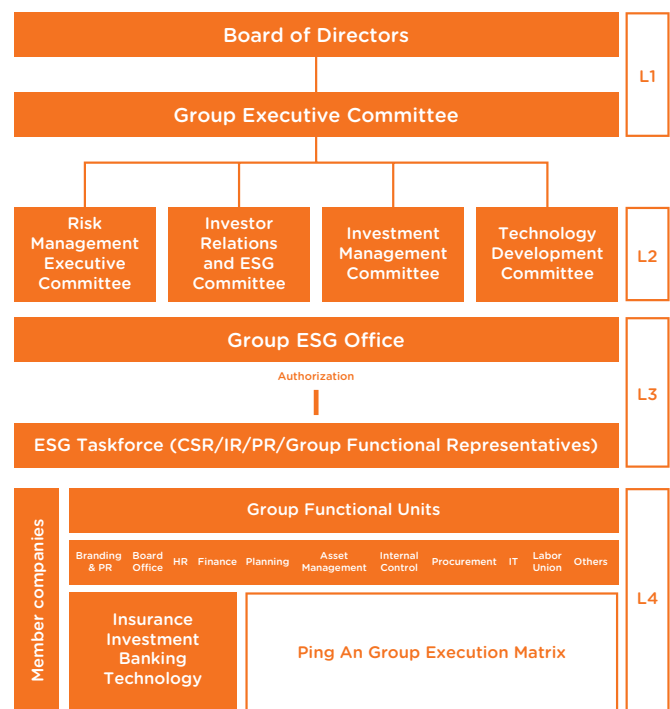 Board of Directors
L1
Group Executive Committee
Risk
Management
Executive
Committee
Investor
Relations
and ESG
Committee
Investment
Management
Committee
Technology
Development
Committee
L2
Group ESG Office
Authorization
L3
ESG Taskforce (CSR/IR/PR/Group Functional Representatives)
Member companies
Group Functional Units
Branding
& PR
Board
Office
HR
Finance
Planning
Asset
Management
Internal
Control
Procurement
IT
Labor
Union
Others
L4
Insurance
Investment
Banking
Technology
Ping An Group Execution Matrix